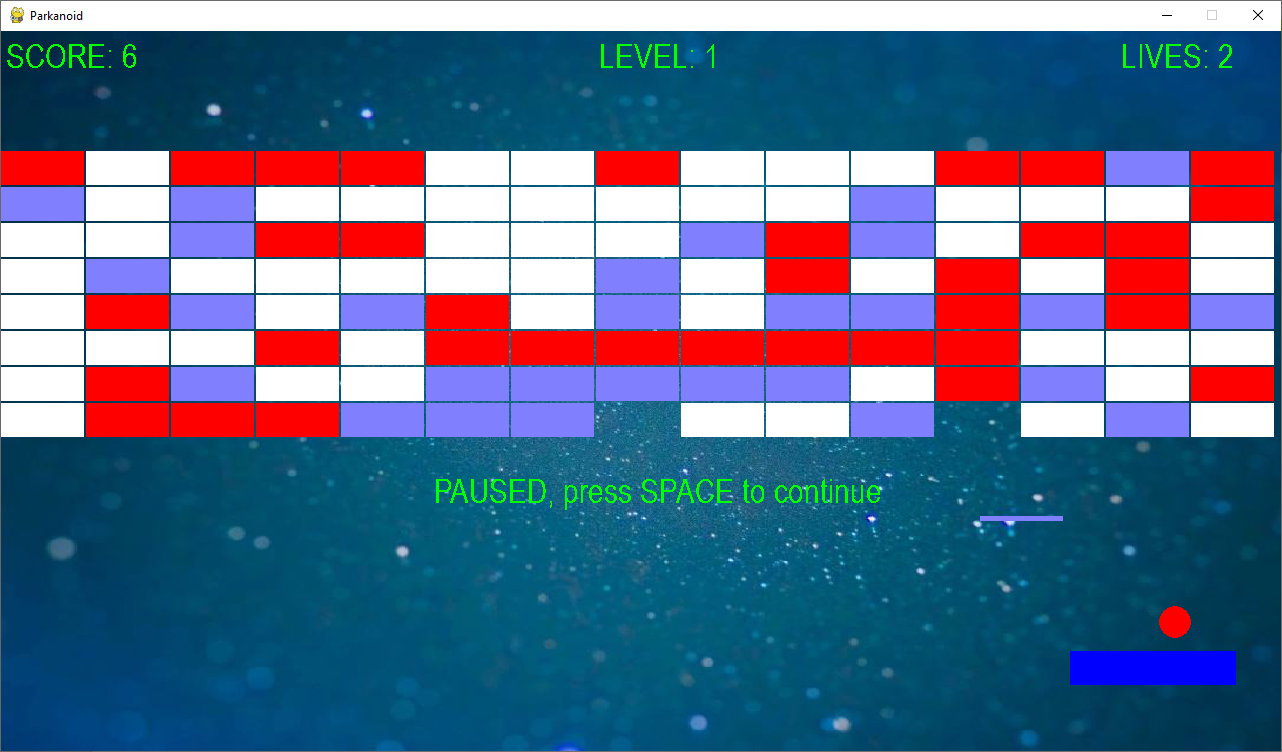 Parkanoid
SCORE: 6
LEVEL: 1
LIVES: 2
PAUSED, press SPACE to continue